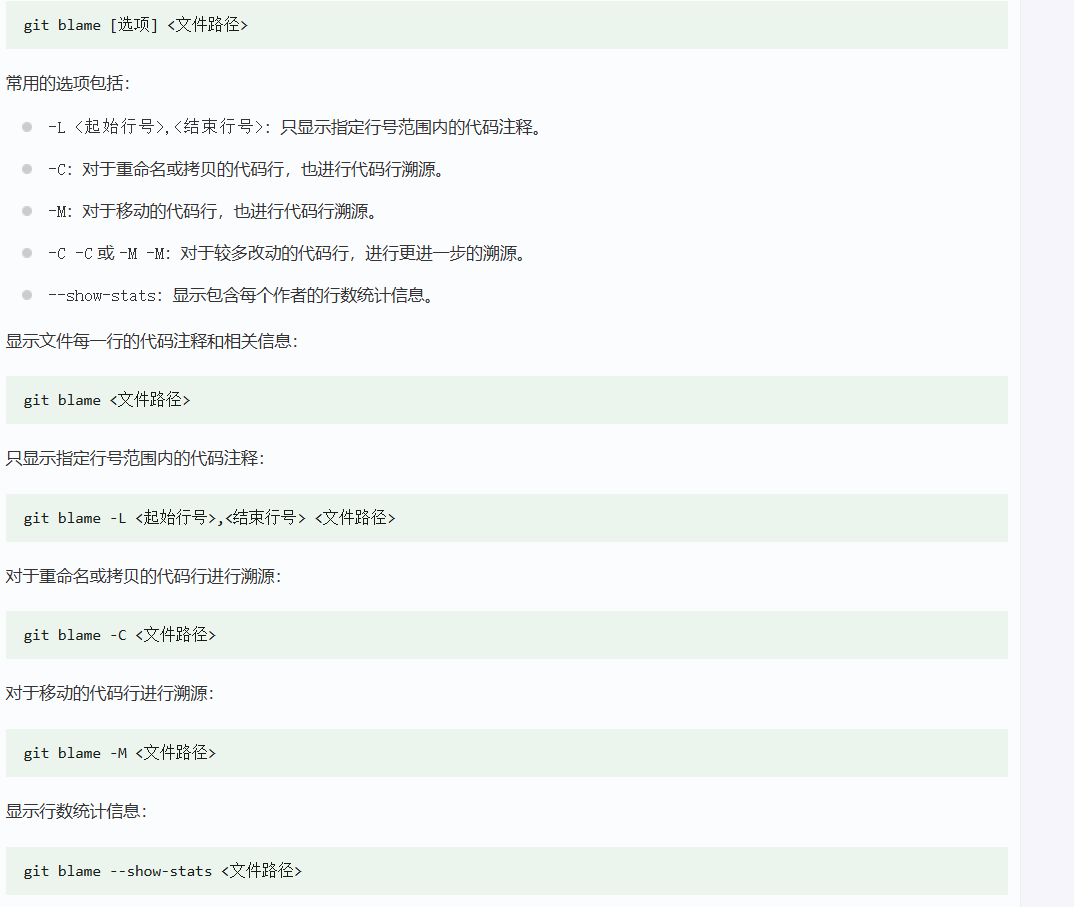 git blame [选项] <文件路径>
常用的选项包括：
-L <起始行号>,<结束行号>：只显示指定行号范围内的代码注释。
-C：对于重命名或拷贝的代码行，也进行代码行溯源。
-M：对于移动的代码行，也进行代码行溯源。
-C -C 或 -M -M：对于较多改动的代码行，进行更进一步的溯源。
--show-stats：显示包含每个作者的行数统计信息。
显示文件每一行的代码注释和相关信息：
git blame <文件路径>
只显示指定行号范围内的代码注释：
git blame -L <起始行号>,<结束行号> <文件路径>
对于重命名或拷贝的代码行进行溯源：
git blame -C <文件路径>
对于移动的代码行进行溯源：
git blame -M <文件路径>
显示行数统计信息：
git blame --show-stats <文件路径>